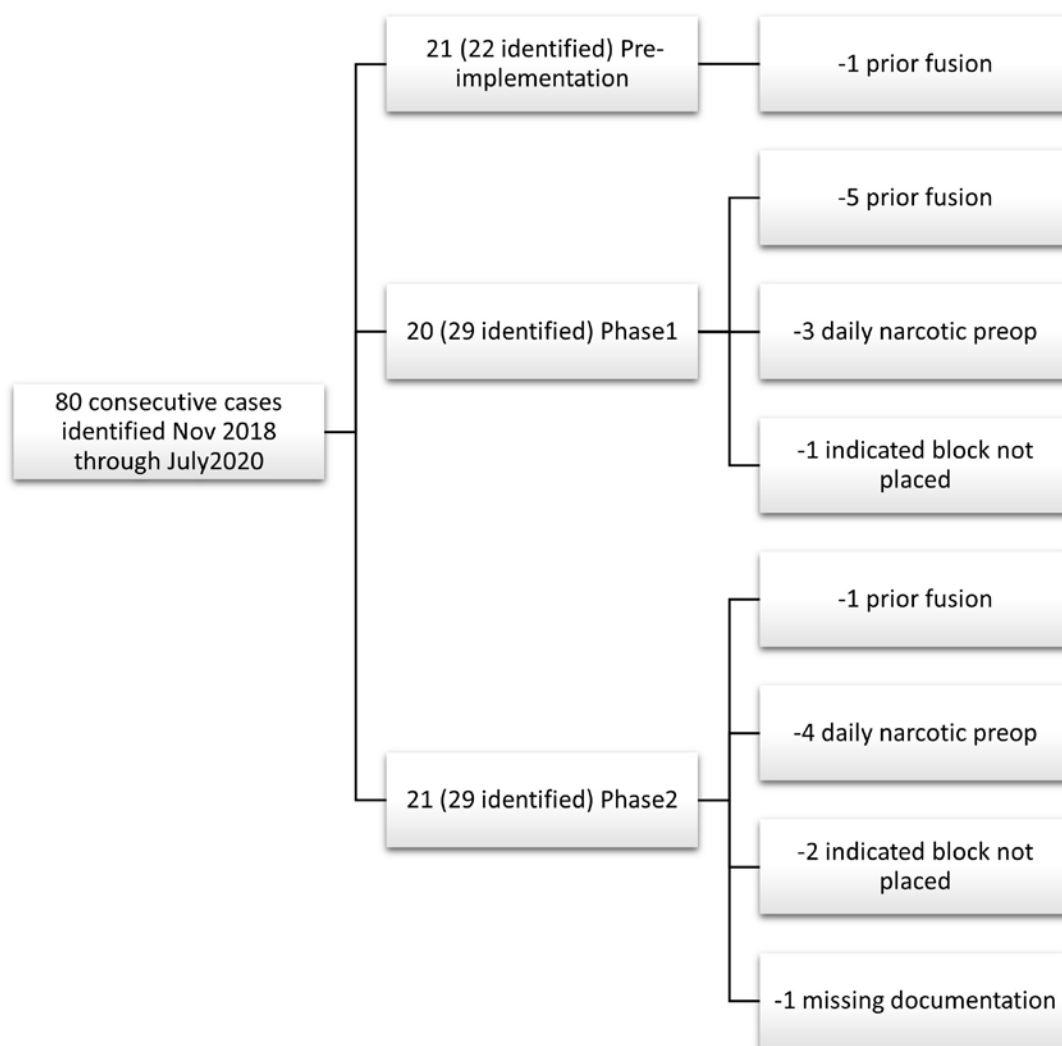 21 (22 identified) Pre-
implementation
-1 prior fusion
-5 prior fusion
20 (29 identified) Phase1
-3 daily narcotic preop
-1 indicated block not
placed
80 consecutive cases
identified Nov 2018
through July2020
-1 prior fusion
-4 daily narcotic preop
21 (29 identified) Phase2
-2 indicated block not
placed
-1 missing documentation